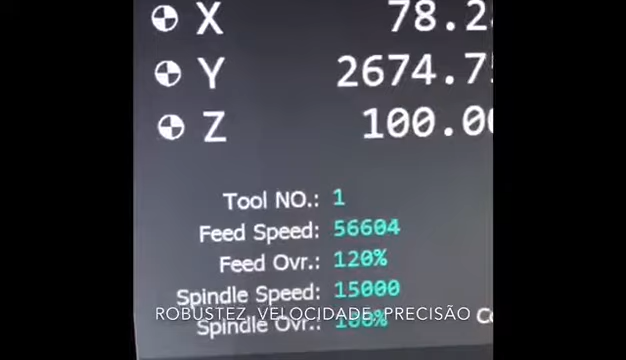 X 78.2
Y 2674.7
Z 100.0
Tool NO.: 1
Feed Speed: 56604
Feed Ovr.: 120%
Spindle Speed: 15000
ROBUSTEZ, VELOCIDADE, PRECISÃO
Spindle Ovr.: 100%